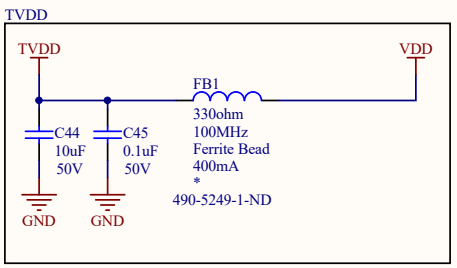 TVDD
TVDD
VDD
FB1
330ohm
100MHz
Ferrite Bead
400mA
*
490-5249-1-ND
C44
10uF
50V
C45
0.1uF
50V
GND
GND